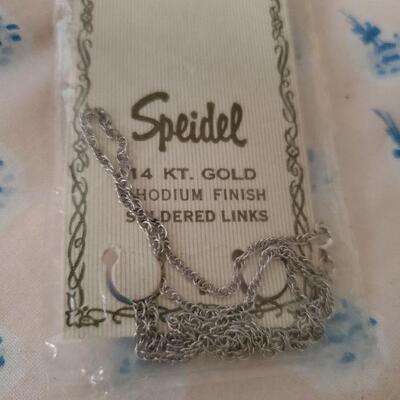 Speidel
14 KT. GOLD
RHODIUM FINISH
SOLDERED LINKS